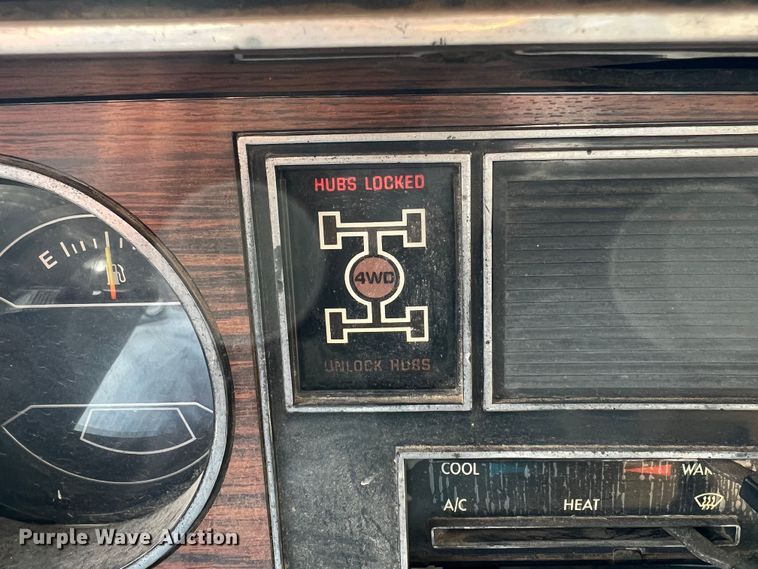 HUBS LOCKED
E
4WD
UNLOCK HUBS
COOL
A/C HEAT
Purple Wave Auction